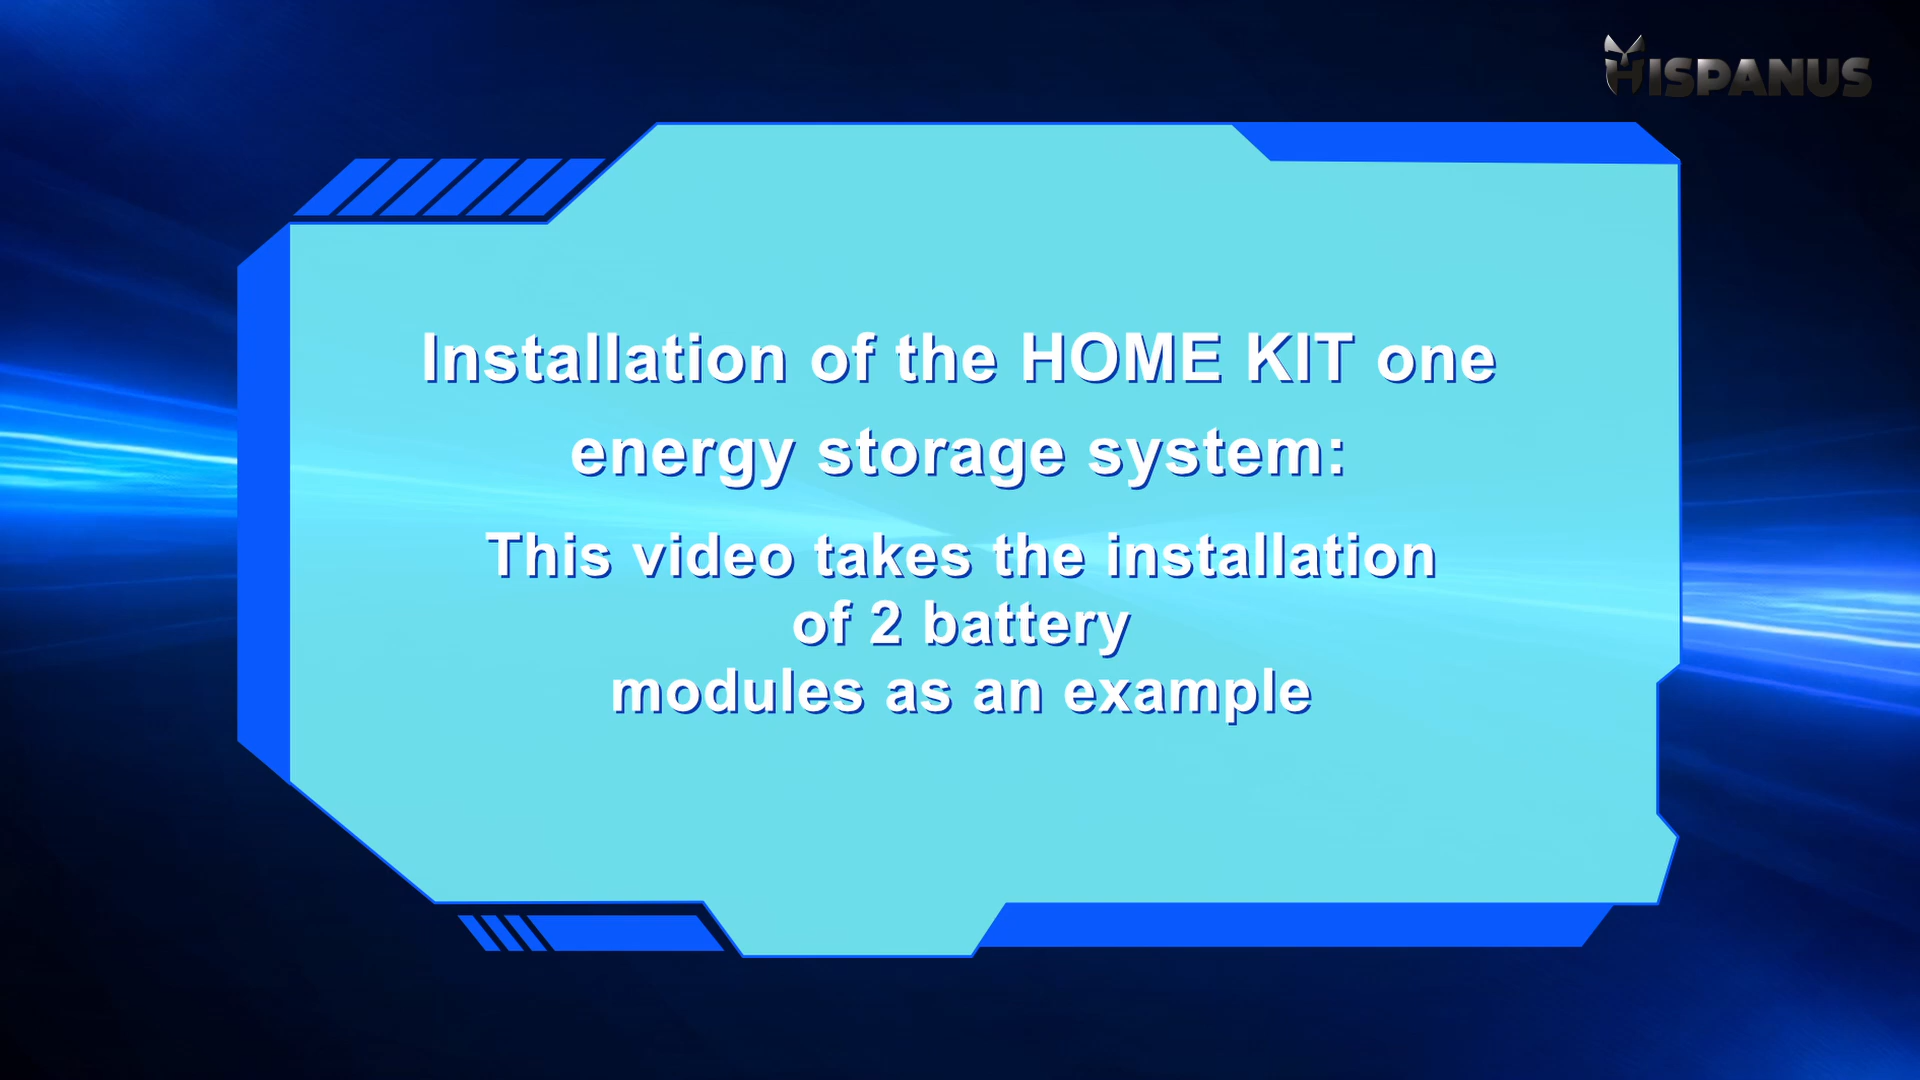 HISPANUS
Installation of the HOME KIT one
energy storage system:
This video takes the installation
of 2 battery
modules as an example